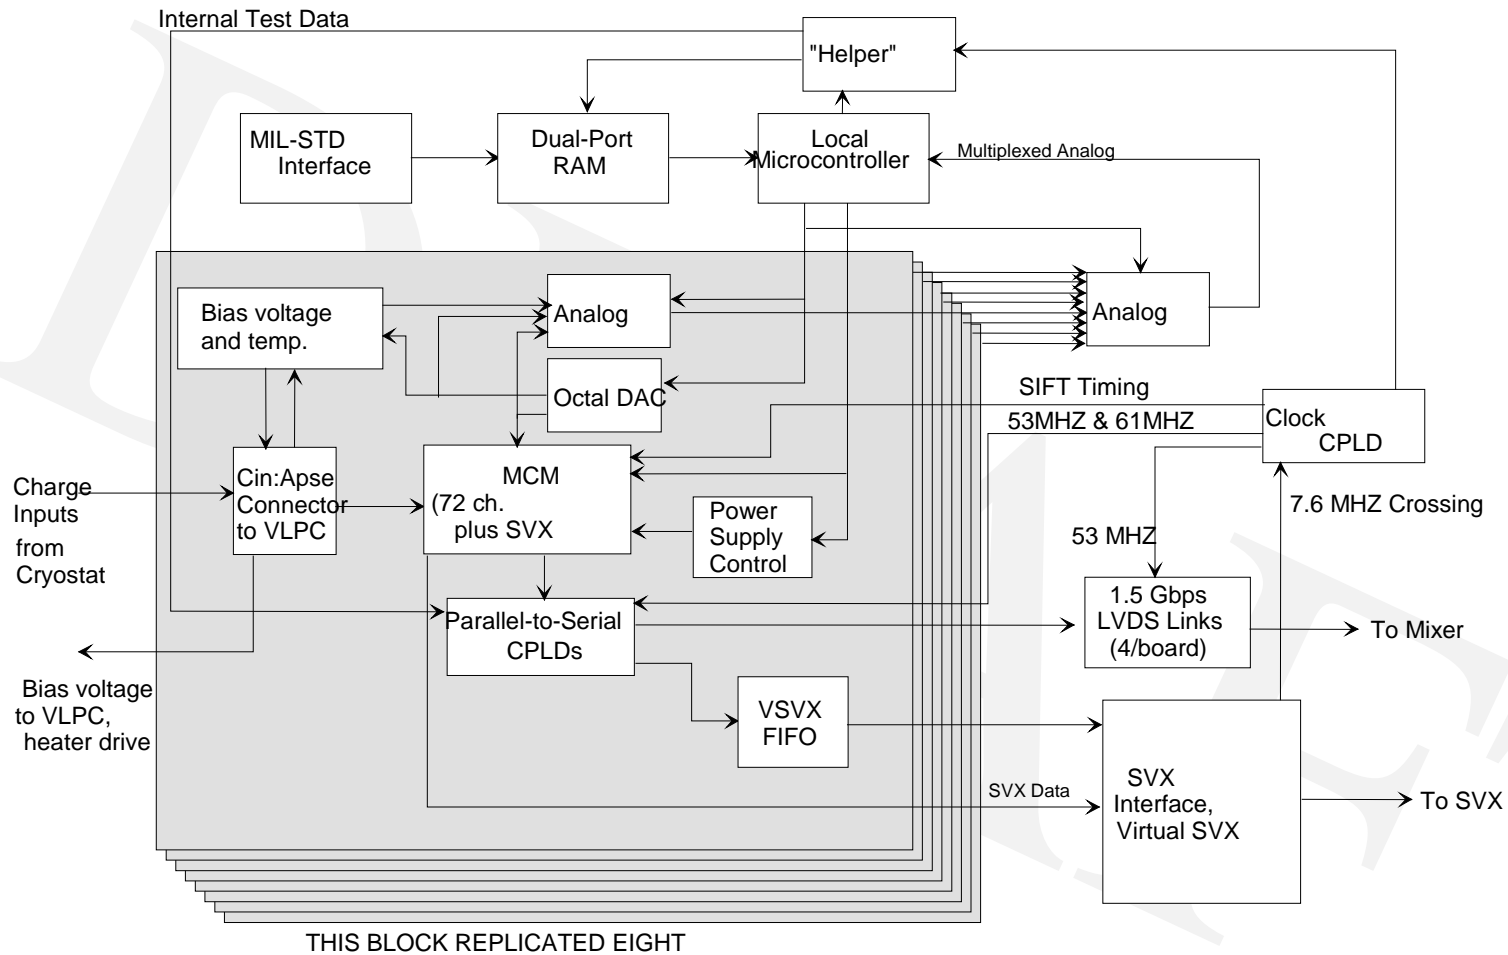 Internal Test Data
"Helper"
MIL-STD
Interface
Dual-Port
RAM
Local
Microcontroller
Multiplexed Analog
Bias voltage
and temp.
Analog
Analog
Octal DAC
SIFT Timing
53MHZ & 61MHZ
Clock
CPLD
Charge
Inputs
from
Cryostat
Cin:Apse
Connector
to VLPC
MCM
(72 ch.
plus SVX
Power
Supply
Control
7.6 MHZ Crossing
53 MHZ
1.5 Gbps
LVDS Links
(4/board)
To Mixer
Parallel-to-Serial
CPLDs
Bias voltage
to VLPC,
heater drive
VSVX
FIFO
SVX Data
SVX
Interface,
Virtual SVX
To SVX
THIS BLOCK REPLICATED EIGHT